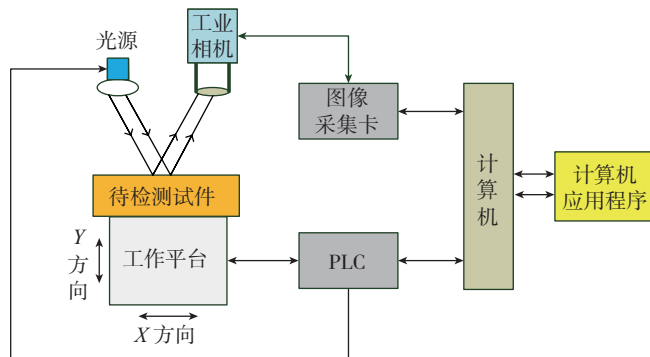 光源
工业
相机
图像
采集卡
计
算
机
计算机
应用程序
待检测试件
Y
方
向
工作平台
PLC
X方向